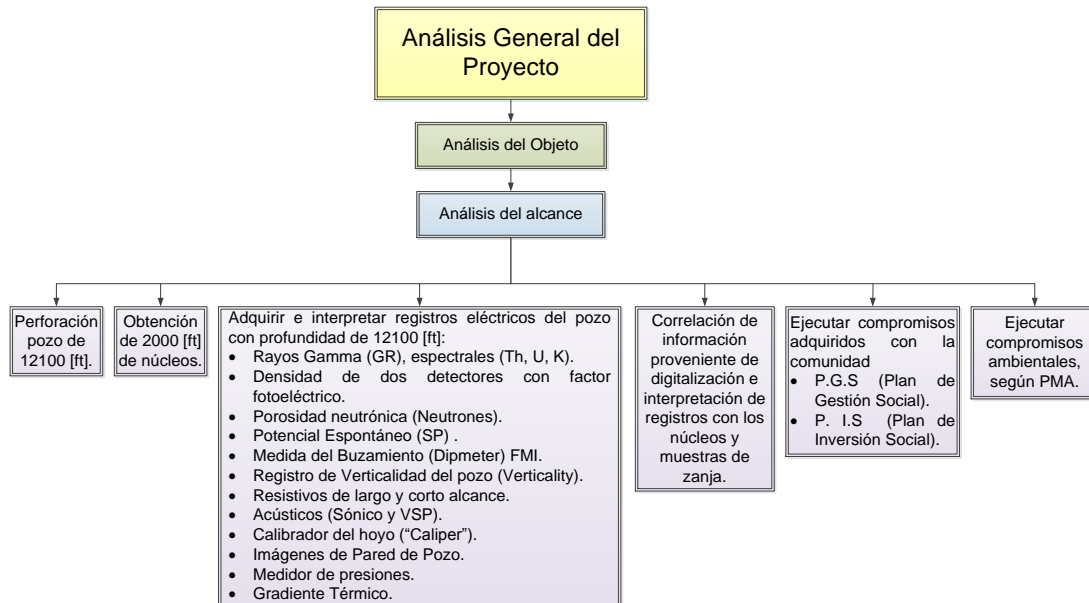 Análisis General del
Proyecto
Análisis del Objeto
Análisis del alcance
Perforación
pozo de
12100 [ft].
Obtención
de 2000 [ft]
de núcleos.
Adquirir e interpretar registros eléctricos del pozo
con profundidad de 12100 [ft]:
• Rayos Gamma (GR), espectrales (Th, U, K).
• Densidad de dos detectores con factor
fotoeléctrico.
• Porosidad neutrónica (Neutrones).
• Potencial Espontáneo (SP) .
• Medida del Buzamiento (Dipmeter) FMI.
• Registro de Verticalidad del pozo (Verticality).
• Resistivos de largo y corto alcance.
• Acústicos (Sónico y VSP).
• Calibrador del hoyo (“Caliper”).
• Imágenes de Pared de Pozo.
• Medidor de presiones.
• Gradiente Térmico.
Correlación de
información
proveniente de
digitalización e
interpretación de
registros con los
núcleos y
muestras de
zanja.
Ejecutar compromisos
adquiridos con la
comunidad
• P.G.S (Plan de
Gestión Social).
• P. I.S (Plan de
Inversión Social).
Ejecutar
compromisos
ambientales,
según PMA.